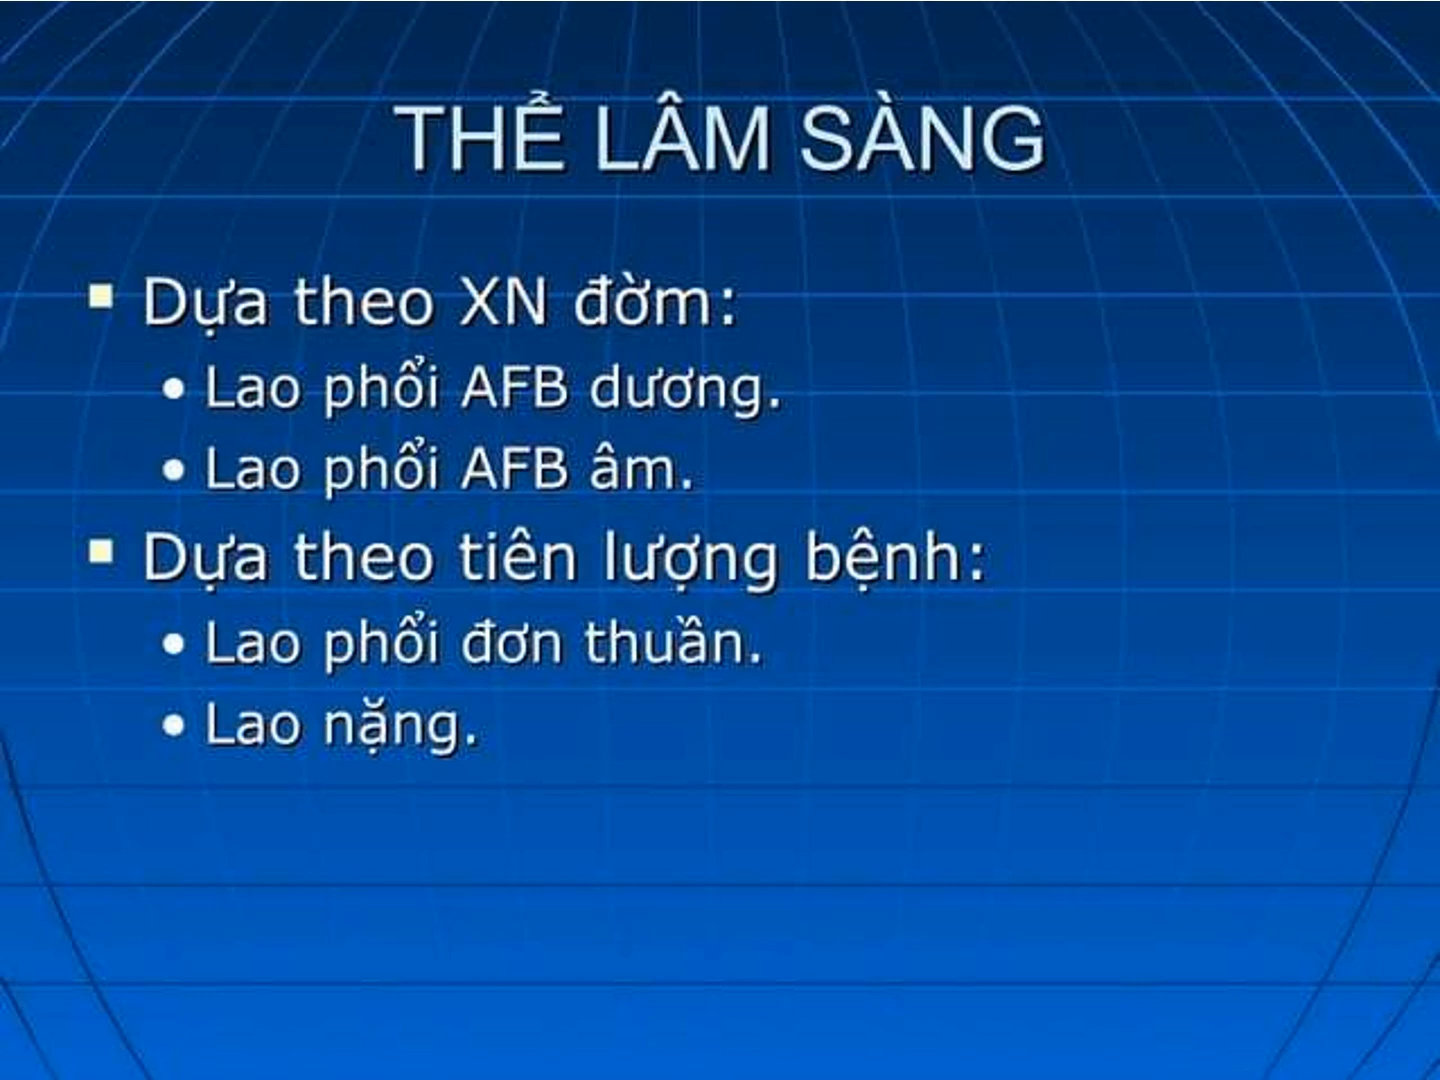 THỂ LÂM SÀNG
Dựa theo XN đờm:
Lao phổi AFB dương.
Lao phổi AFB âm.
Dựa theo tiên lượng bệnh:
Lao phổi đơn thuần.
Lao nặng.